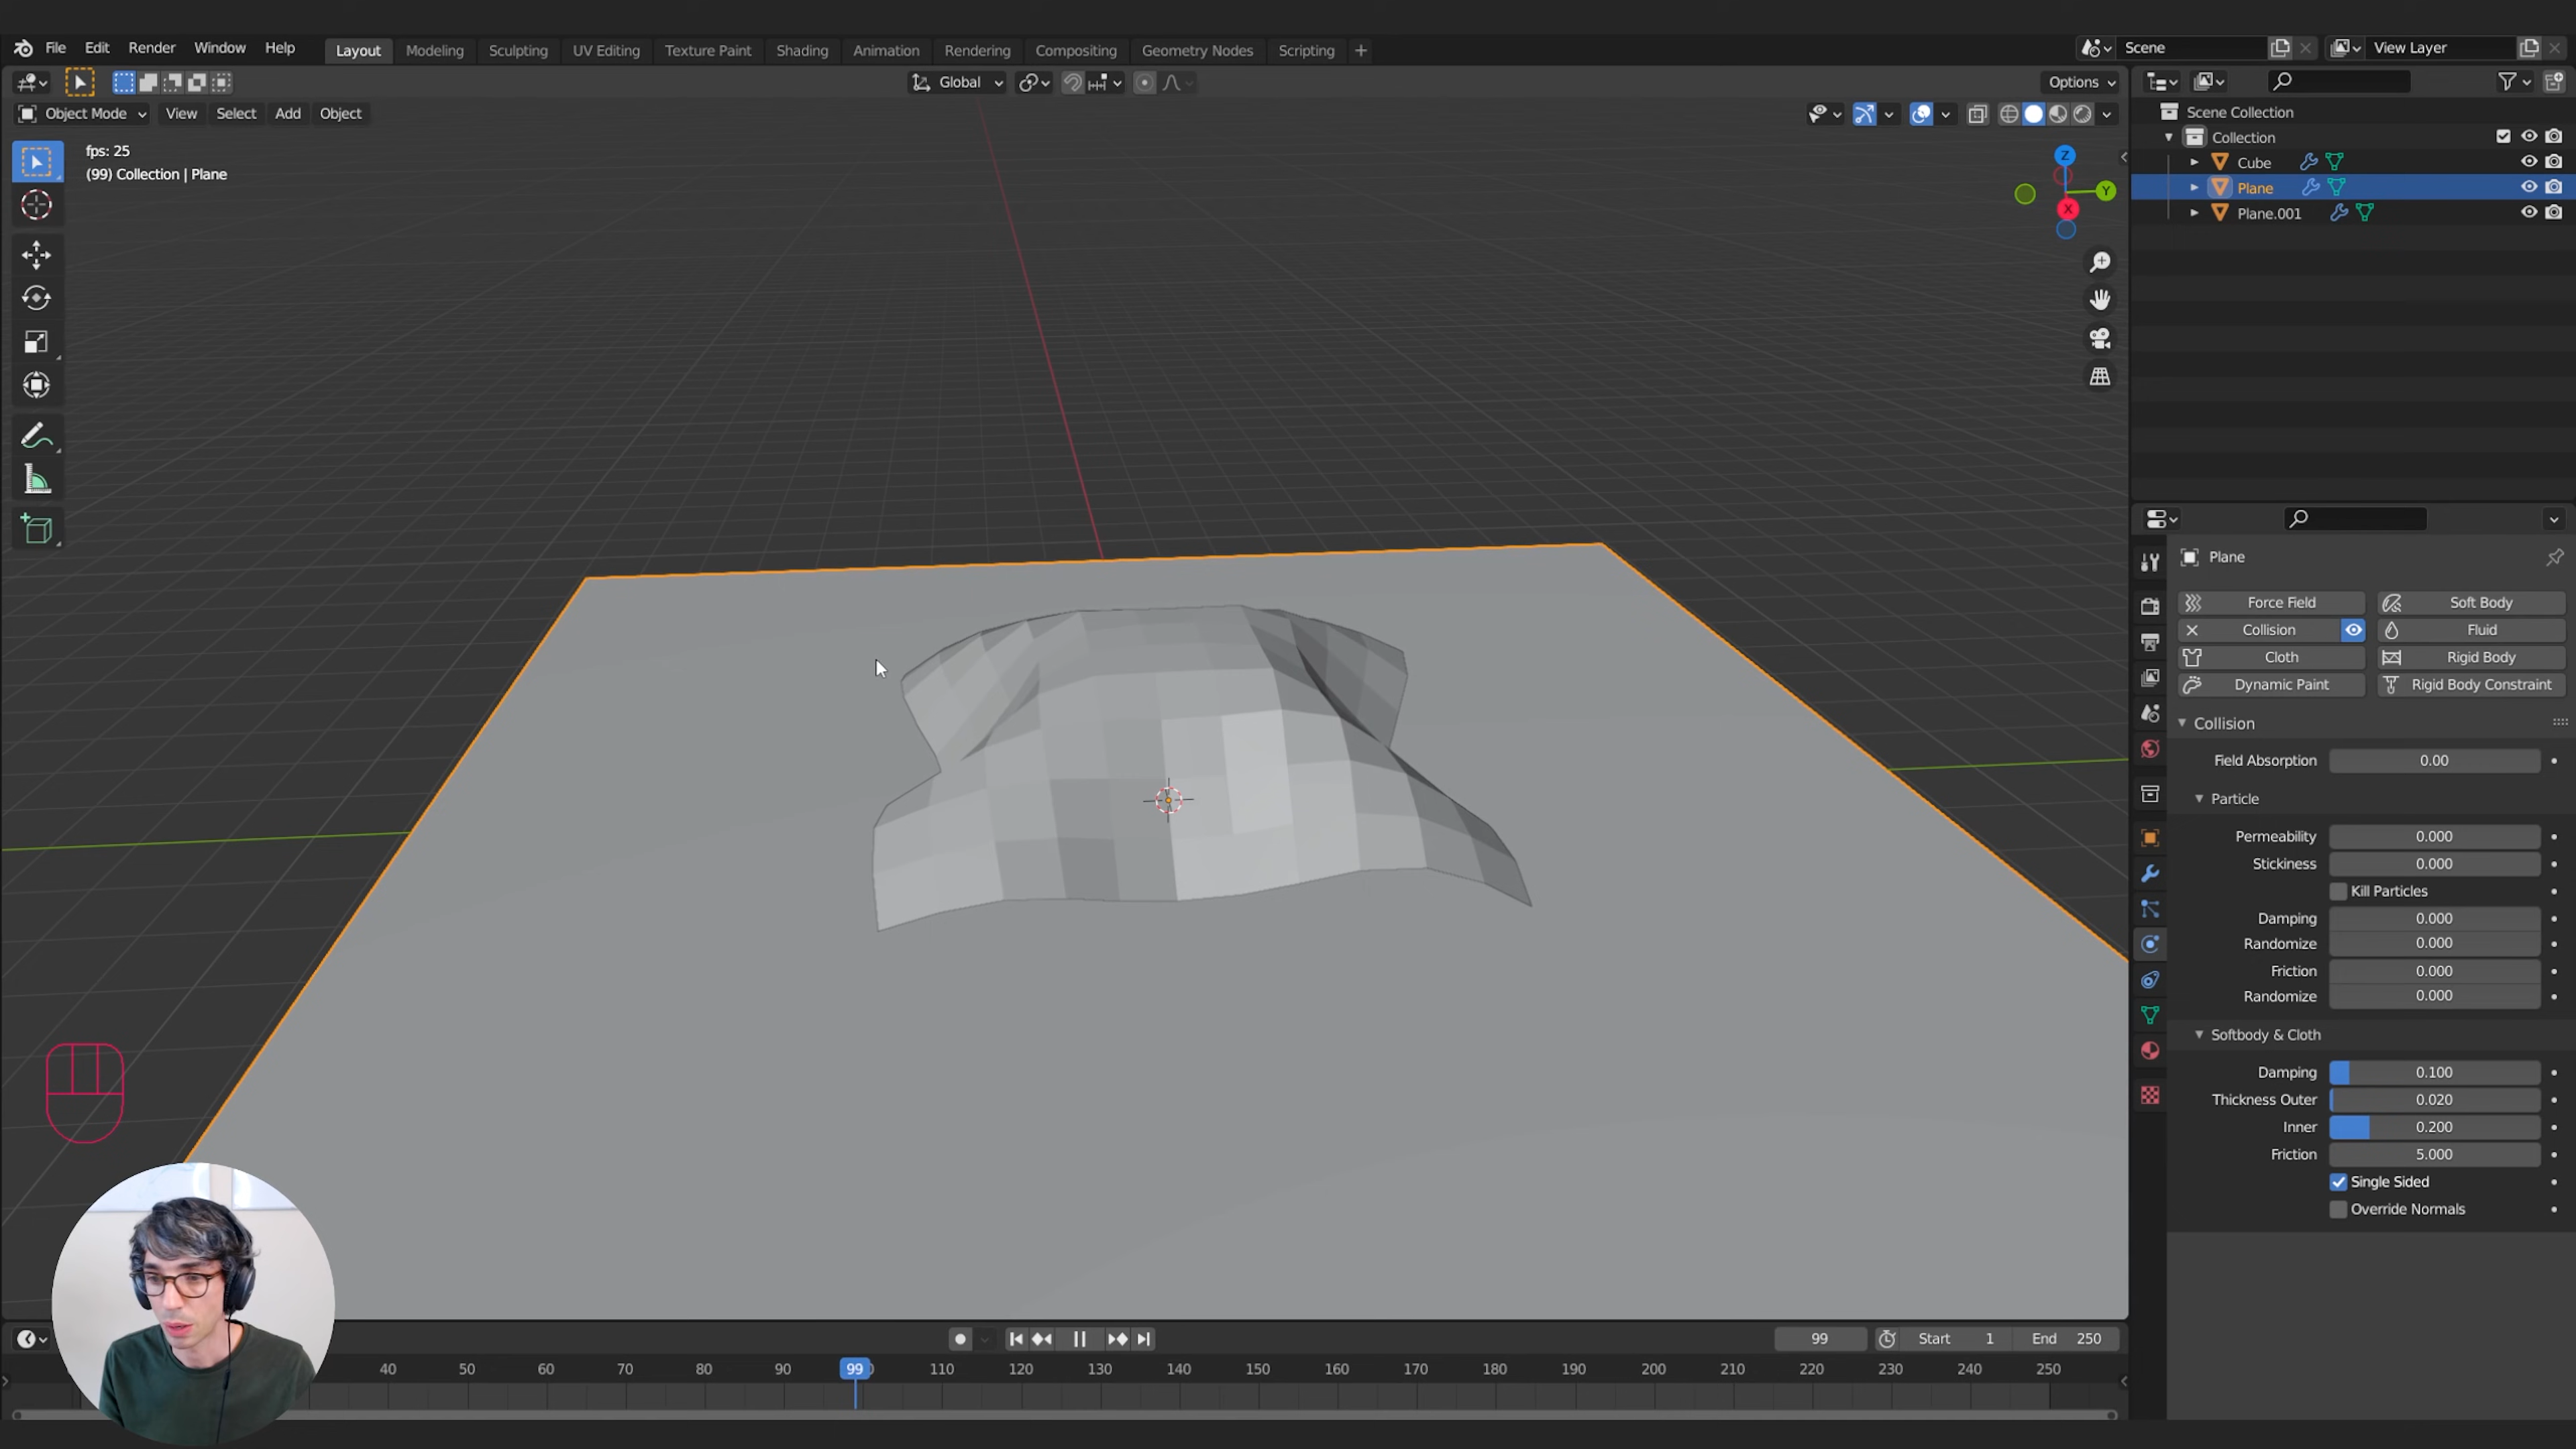 File Edit Render Window Help Layout Modeling Sculpting UV Editing Texture Paint Shading Animation Rendering Compositing Geometry Nodes Scripting + Scene View Layer
Global Options
Object Mode View Select Add Object
fps: 25
(99) Collection | Plane
Z
Y
X
Scene Collection
Collection
Cube
Plane
Plane.001
Plane
Force Field Soft Body
Collision Fluid
Cloth Rigid Body
Dynamic Paint Rigid Body Constraint
Collision
Field Absorption 0.00
Particle
Permeability 0.000
Stickiness 0.000
Kill Particles
Damping 0.000
Randomize 0.000
Friction 0.000
Randomize 0.000
Softbody & Cloth
Damping 0.100
Thickness Outer 0.020
Inner 0.200
Friction 5.000
Single Sided
Override Normals
99 Start 1 End 250
40 50 60 70 80 90 99 110 120 130 140 150 160 170 180 190 200 210 220 230 240 250